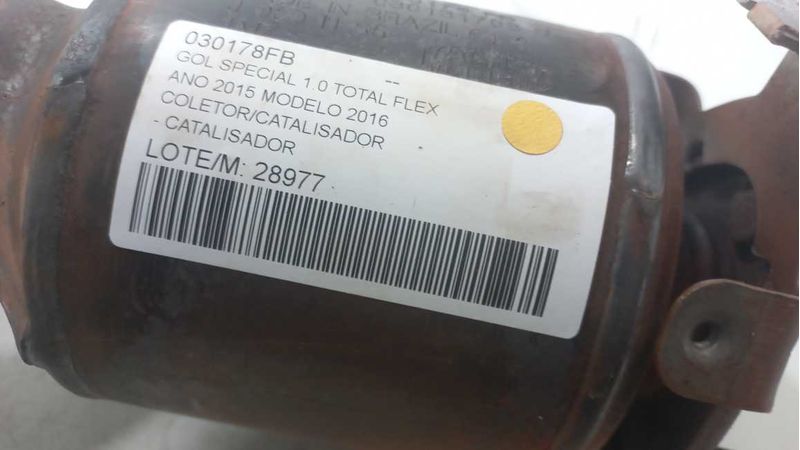 030178FB
--
GOL SPECIAL 1.0 TOTAL FLEX
ANO 2015 MODELO 2016
COLETOR/CATALISADOR
- CATALISADOR
LOTE/M: 28977